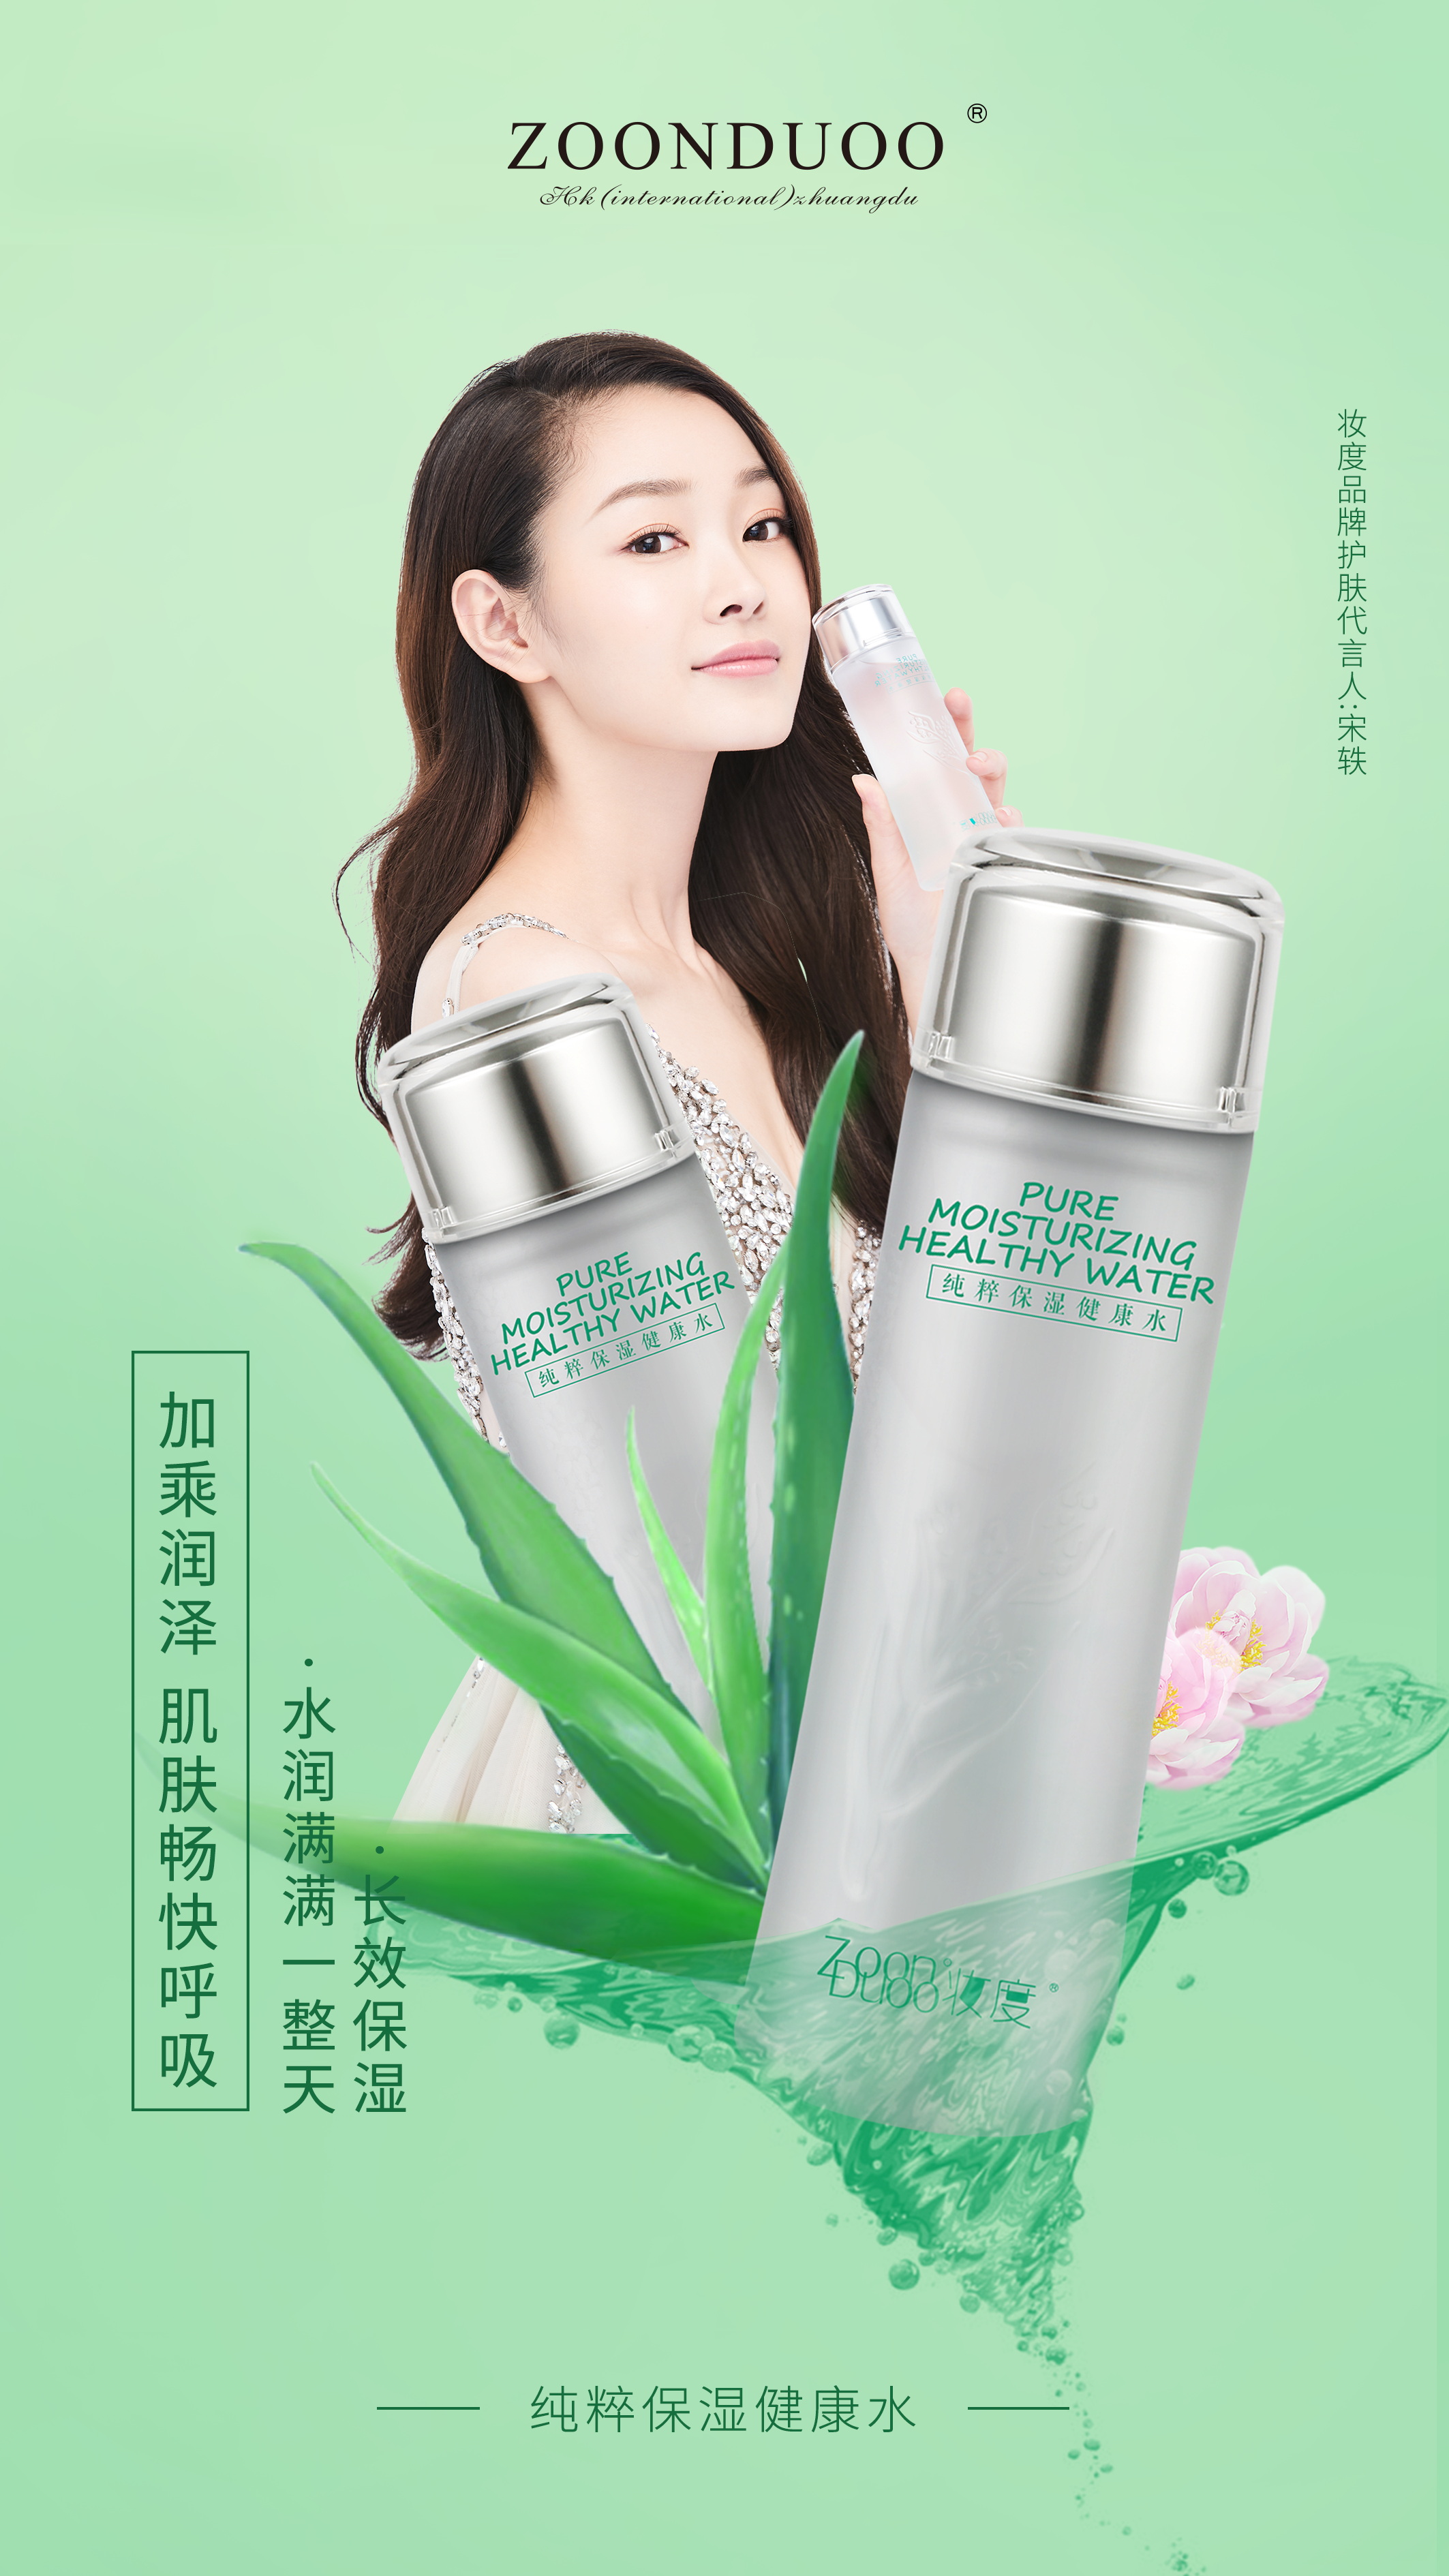 ZOONDUOO®
Hk(international)zhuangdu
妆度品牌护肤代言人:宋轶
PURE
MOISTURIZING
HEALTHY WATER
纯粹保湿健康水
PURE
MOISTURIZING
HEALTHY WATER
纯粹保湿健康水
加乘润泽 肌肤畅快呼吸
·水润满满一整天
·长效保湿
ZOON DUOO 妆度®
纯粹保湿健康水